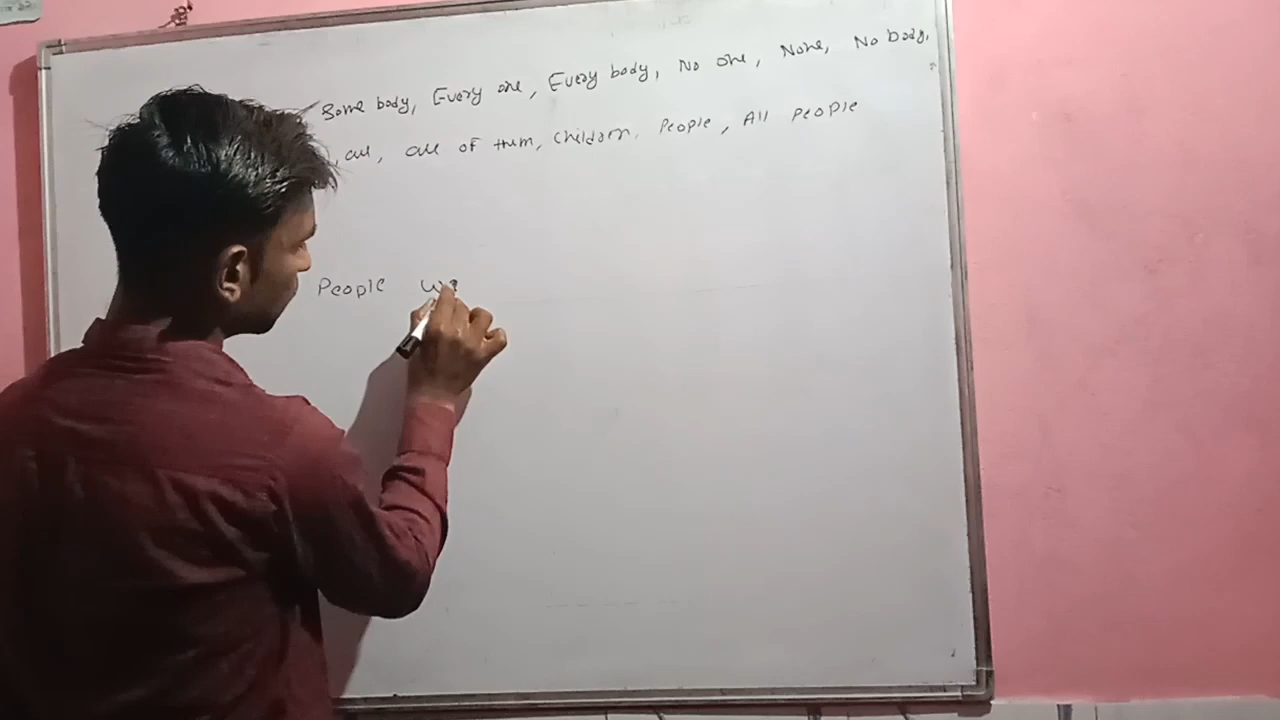 Some body, Every one, Every body, No one, None, No body,
, all, all of them, Children, People, All people
People we